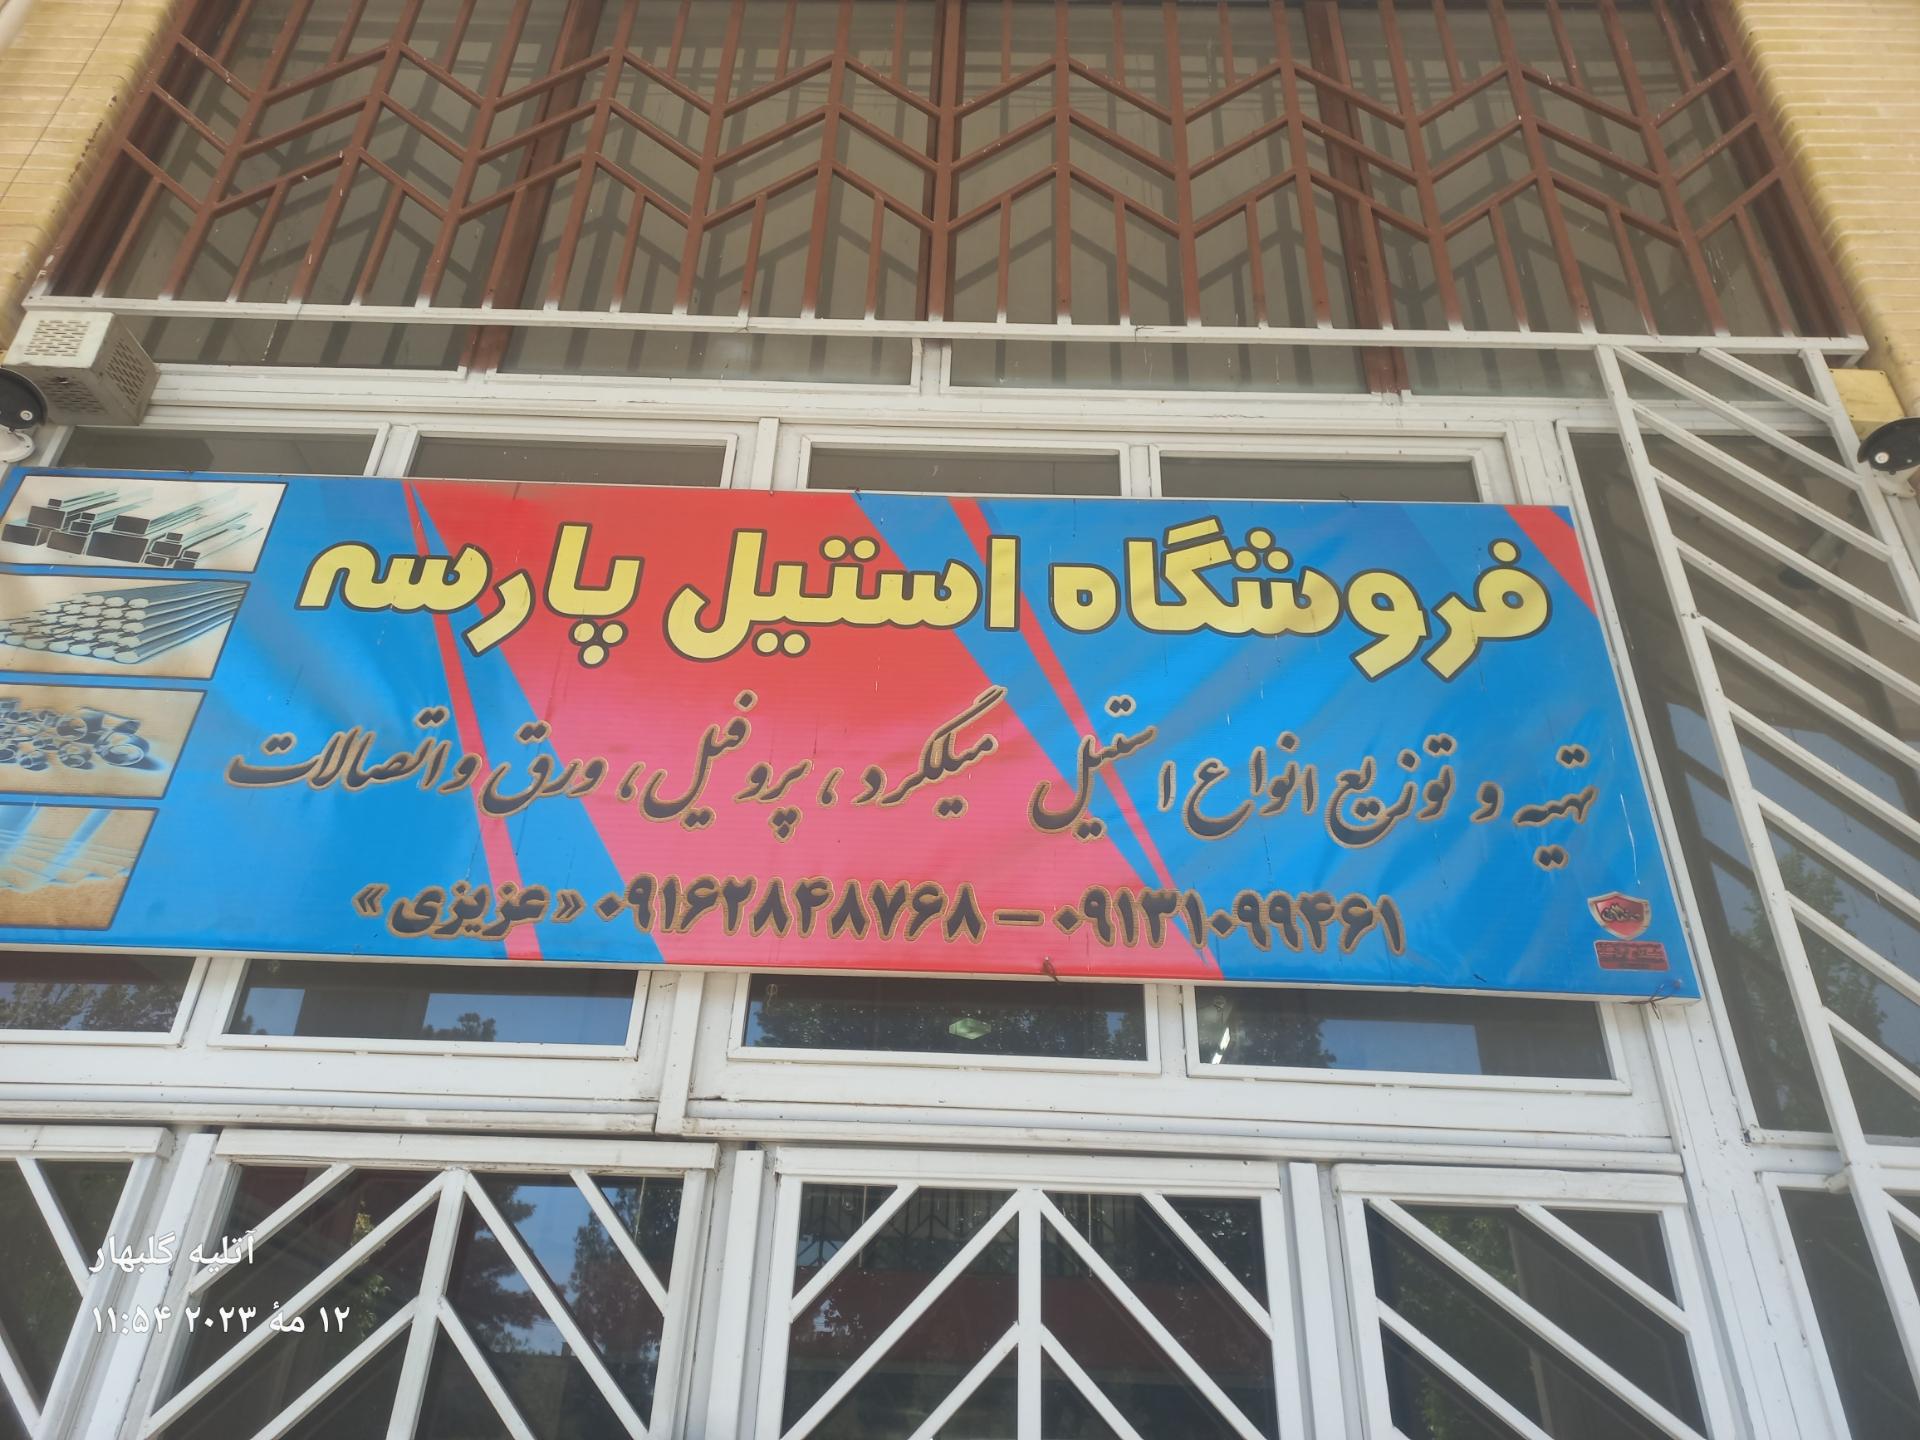 فروشگاه استیل پارسه
تهیه و توزیع انواع استیل میلگرد، پروفیل، ورق و اتصالات
۰۹۱۳۱۰۹۹۴۶۱ – ۰۹۱۶۲۸۴۸۷۶۸ «عزیزی»
آتلیه گلبهار
۱۲ مهٔ ۲۰۲۳ ۱۱:۵۴